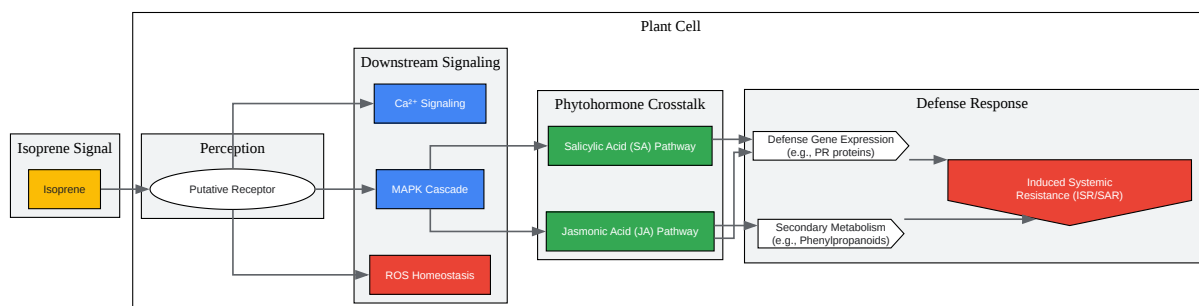 Plant Cell
Isoprene Signal
Isoprene
Perception
Putative Receptor
Downstream Signaling
Ca²⁺ Signaling
MAPK Cascade
ROS Homeostasis
Phytohormone Crosstalk
Salicylic Acid (SA) Pathway
Jasmonic Acid (JA) Pathway
Defense Response
Defense Gene Expression
(e.g., PR proteins)
Secondary Metabolism
(e.g., Phenylpropanoids)
Induced Systemic
Resistance (ISR/SAR)